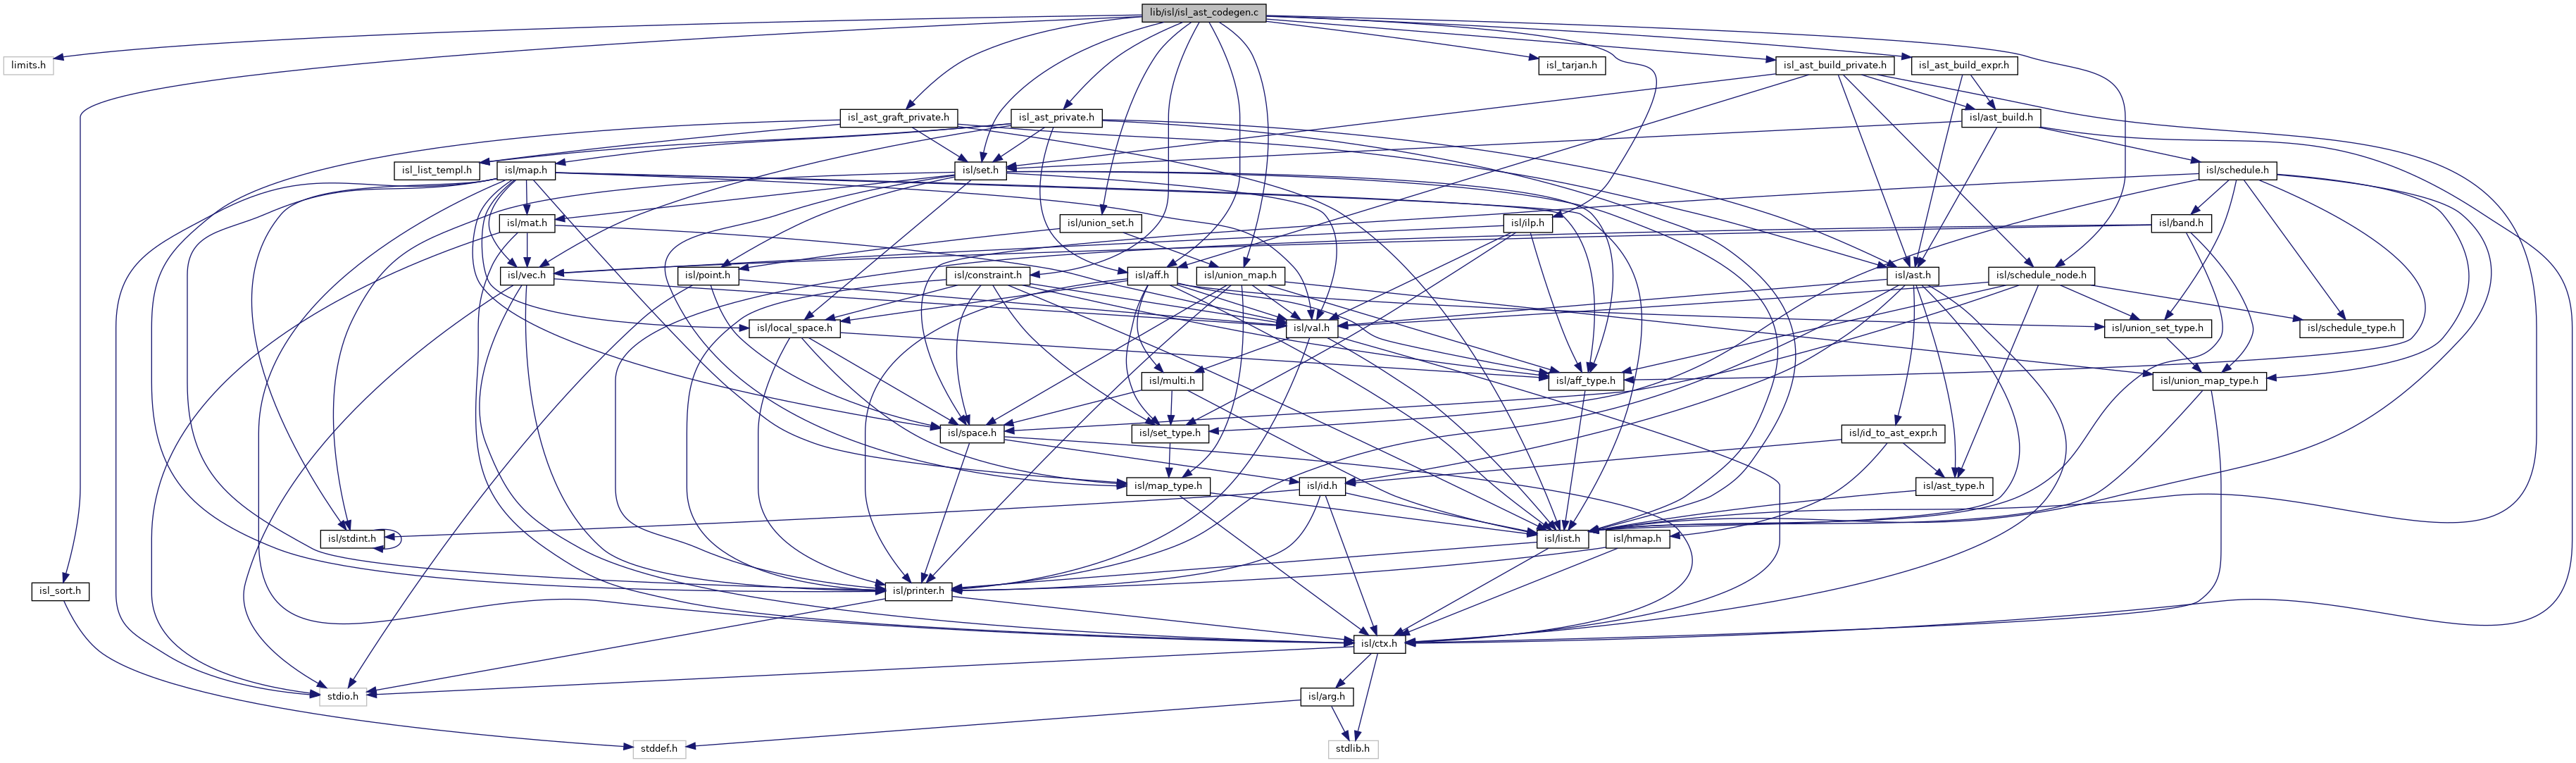 lib/isl/isl_ast_codegen.c
limits.h
isl_tarjan.h
isl_ast_build_private.h
isl_ast_build_expr.h
isl_ast_graft_private.h
isl_ast_private.h
isl/ast_build.h
isl_list_templ.h
isl/map.h
isl/set.h
isl/schedule.h
isl/mat.h
isl/union_set.h
isl/ilp.h
isl/band.h
isl/vec.h
isl/point.h
isl/constraint.h
isl/aff.h
isl/union_map.h
isl/ast.h
isl/schedule_node.h
isl/local_space.h
isl/val.h
isl/union_set_type.h
isl/schedule_type.h
isl/multi.h
isl/aff_type.h
isl/union_map_type.h
isl/space.h
isl/set_type.h
isl/id_to_ast_expr.h
isl/map_type.h
isl/id.h
isl/ast_type.h
isl/stdint.h
isl/list.h
isl/hmap.h
isl_sort.h
isl/printer.h
isl/ctx.h
stdio.h
isl/arg.h
stddef.h
stdlib.h